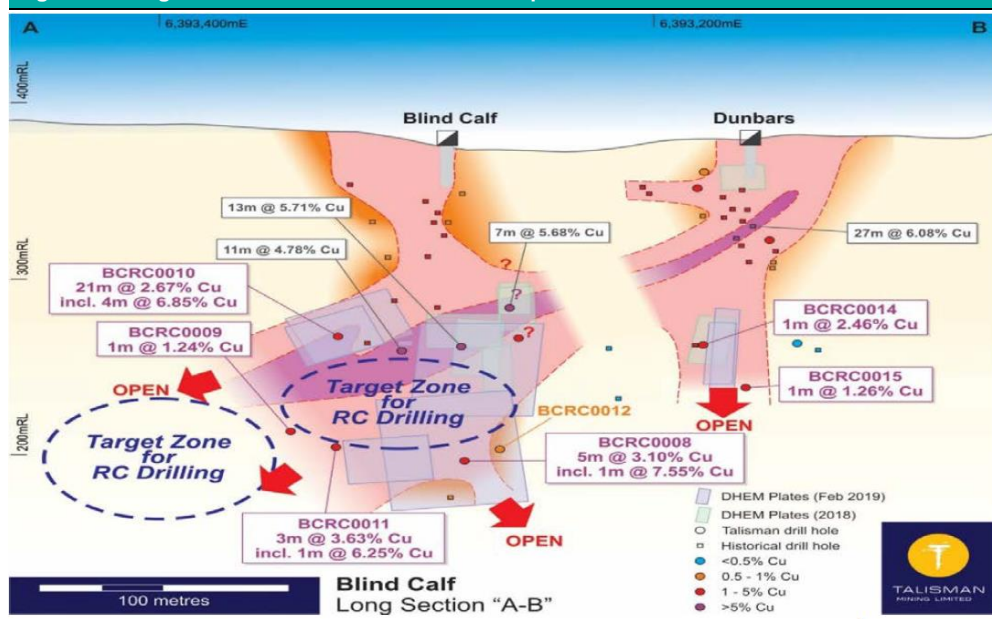 A
6,393,400mE
6,393,200mE
B
400mRL
Blind Calf
Dunbars
13m @ 5.71% Cu
7m @ 5.68% Cu
27m @ 6.08% Cu
11m @ 4.78% Cu
300mRL
?
BCRC0010
21m @ 2.67% Cu
incl. 4m @ 6.85% Cu
?
BCRC0014
1m @ 2.46% Cu
BCRC0009
1m @ 1.24% Cu
?
OPEN
Target Zone
for
RC Drilling
BCRC0015
1m @ 1.26% Cu
BCRC0012
OPEN
200mRL
Target Zone
for
RC Drilling
BCRC0008
5m @ 3.10% Cu
incl. 1m @ 7.55% Cu
BCRC0011
3m @ 3.63% Cu
incl. 1m @ 6.25% Cu
OPEN
DHEM Plates (Feb 2019)
DHEM Plates (2018)
Talisman drill hole
Historical drill hole
<0.5% Cu
0.5 - 1% Cu
1 - 5% Cu
>5% Cu
100 metres
Blind Calf
Long Section "A-B"
TALISMAN
MINING LIMITED